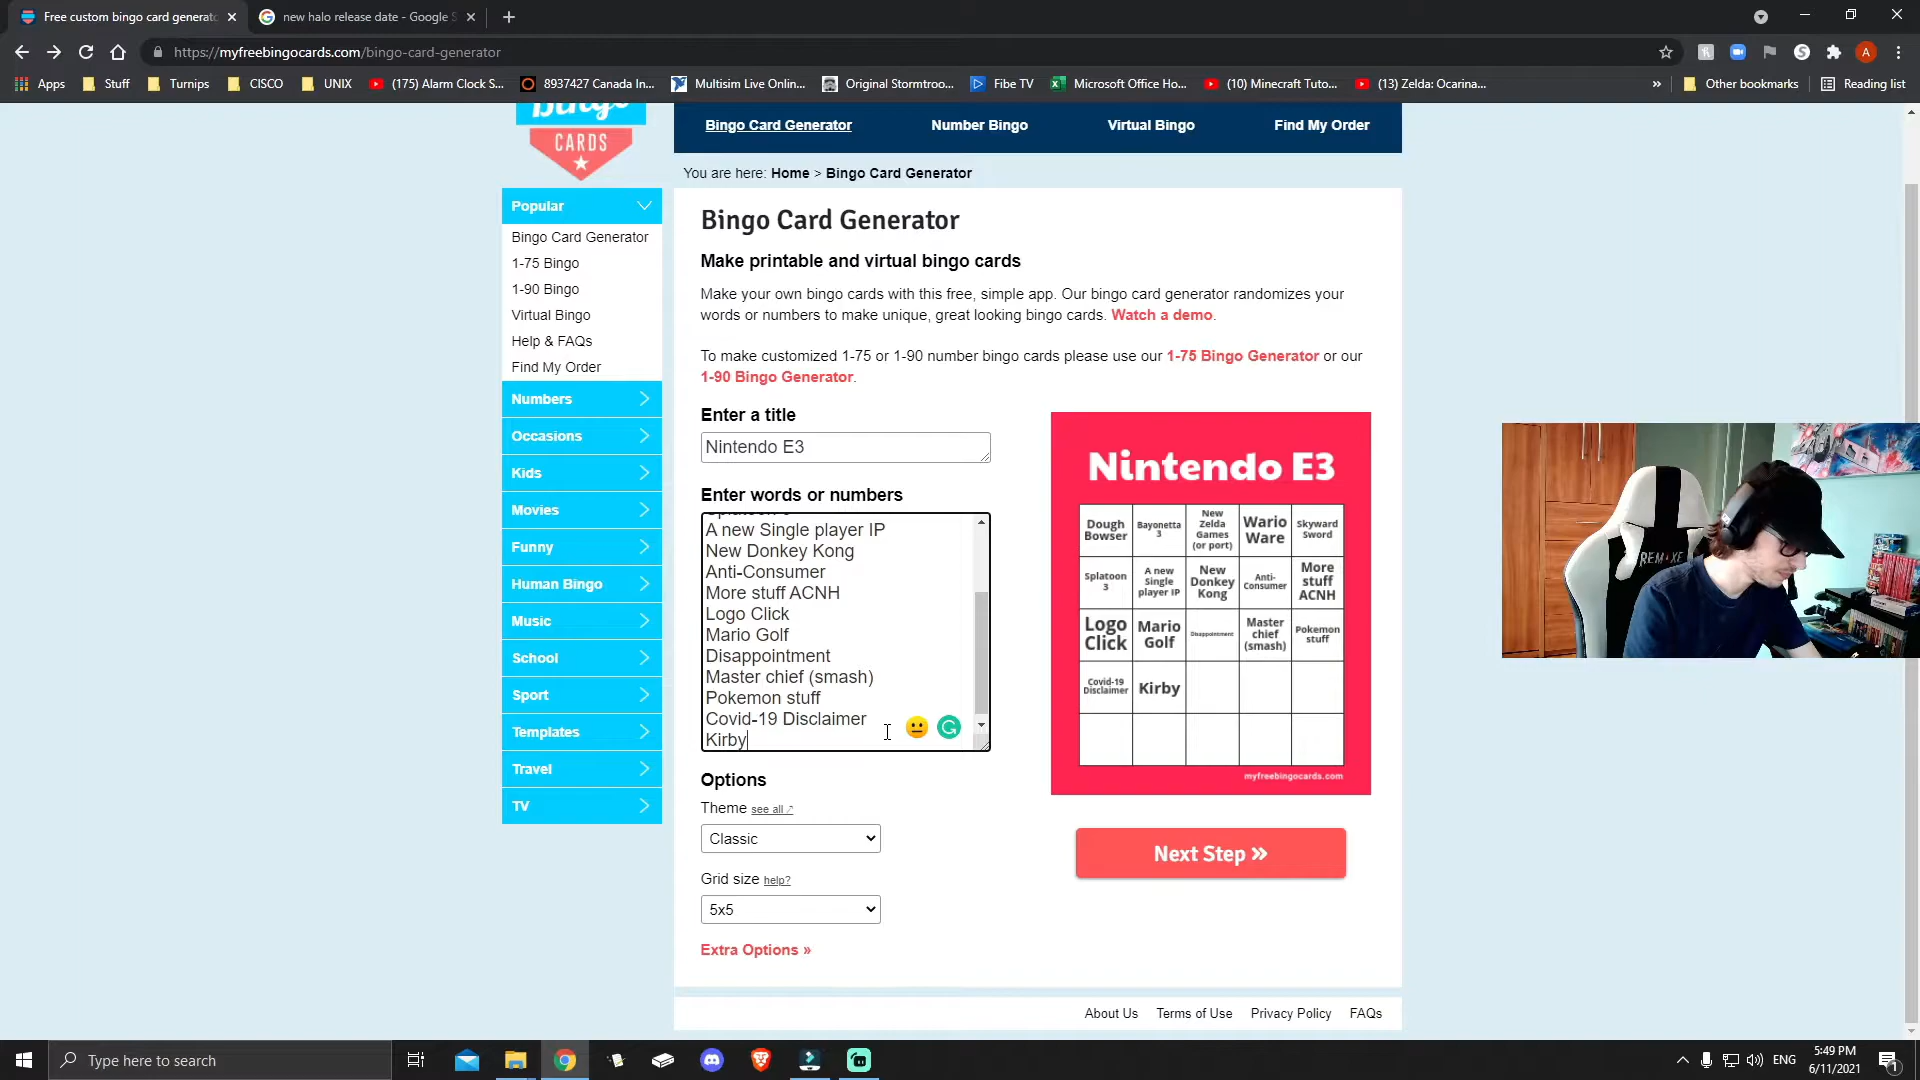 Free custom bingo card generato
new halo release date - Google S
https://myfreebingocards.com/bingo-card-generator
A
Apps
Stuff
Turnips
CISCO
UNIX
(175) Alarm Clock S...
8937427 Canada In...
Multisim Live Onlin...
Original Stormtroo...
Fibe TV
Microsoft Office Ho...
(10) Minecraft Tuto...
(13) Zelda: Ocarina...
»
Other bookmarks
Reading list
Bingo
CARDS
Bingo Card Generator
Number Bingo
Virtual Bingo
Find My Order
You are here: Home > Bingo Card Generator
Popular
Bingo Card Generator
1-75 Bingo
1-90 Bingo
Virtual Bingo
Help & FAQs
Find My Order
Numbers
Occasions
Kids
Movies
Funny
Human Bingo
Music
School
Sport
Templates
Travel
TV
Bingo Card Generator
Make printable and virtual bingo cards
Make your own bingo cards with this free, simple app. Our bingo card generator randomizes your
words or numbers to make unique, great looking bingo cards. Watch a demo.
To make customized 1-75 or 1-90 number bingo cards please use our 1-75 Bingo Generator or our
1-90 Bingo Generator.
Enter a title
Nintendo E3
Enter words or numbers
A new Single player IP
New Donkey Kong
Anti-Consumer
More stuff ACNH
Logo Click
Mario Golf
Disappointment
Master chief (smash)
Pokemon stuff
Covid-19 Disclaimer
Kirby
Options
Theme see all
Classic
Grid size help?
5x5
Extra Options »
Nintendo E3
Dough
Bowser
Bayonetta
3
New
Zelda
Games
(or port)
Wario
Ware
Skyward
Sword
Splatoon
3
A new
Single
player IP
New
Donkey
Kong
Anti-
Consumer
More
stuff
ACNH
Logo
Click
Mario
Golf
Disappointment
Master
chief
(smash)
Pokemon
stuff
Covid-19
Disclaimer
Kirby
myfreebingocards.com
Next Step »
About Us
Terms of Use
Privacy Policy
FAQs
Type here to search
ENG
5:49 PM
6/11/2021
1